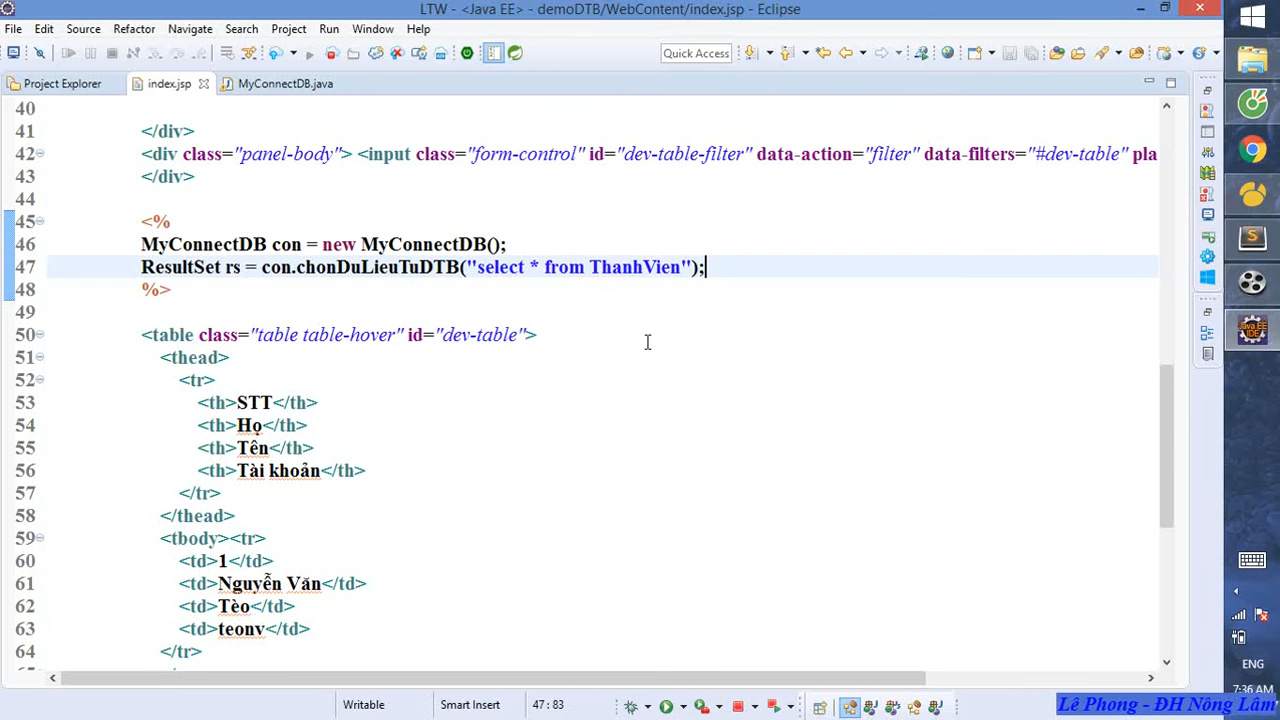 LTW - <Java EE> - demoDTB/WebContent/index.jsp - Eclipse
File Edit Source Refactor Navigate Search Project Run Window Help
Quick Access
Project Explorer index.jsp MyConnectDB.java
40
41 </div>
42 <div class="panel-body"> <input class="form-control" id="dev-table-filter" data-action="filter" data-filters="#dev-table" pla
43 </div>
44
45 <%
46 MyConnectDB con = new MyConnectDB();
47 ResultSet rs = con.chonDuLieuTuDTB("select * from ThanhVien");
48 %>
49
50 <table class="table table-hover" id="dev-table">
51 <thead>
52 <tr>
53 <th>STT</th>
54 <th>Họ</th>
55 <th>Tên</th>
56 <th>Tài khoản</th>
57 </tr>
58 </thead>
59 <tbody><tr>
60 <td>1</td>
61 <td>Nguyễn Văn</td>
62 <td>Tèo</td>
63 <td>teonv</td>
64 </tr>
Writable Smart Insert 47 : 83
Java EE IDE
ENG
7:36 AM
Lê Phong - ĐH Nông Lâm